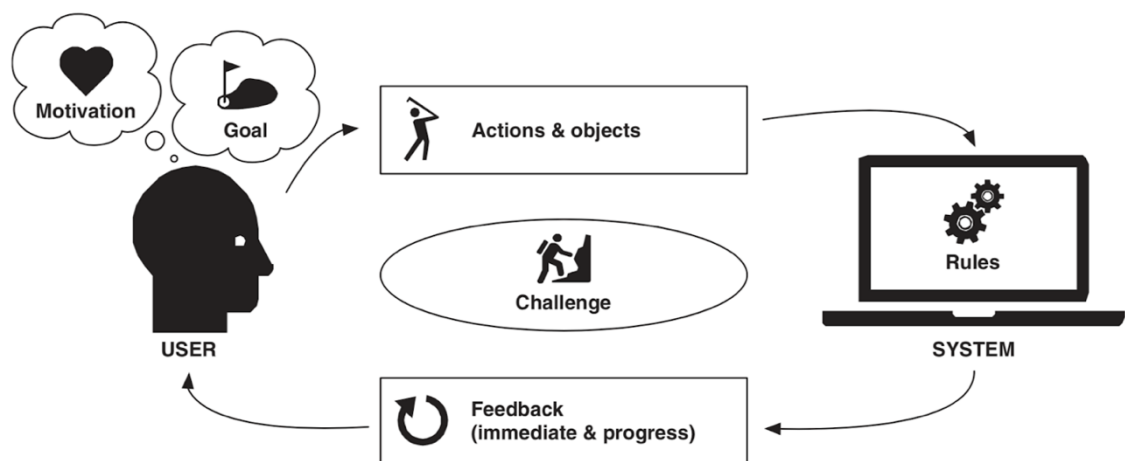 Motivation
Goal
Actions & objects
Rules
Challenge
USER
SYSTEM
Feedback
(immediate & progress)